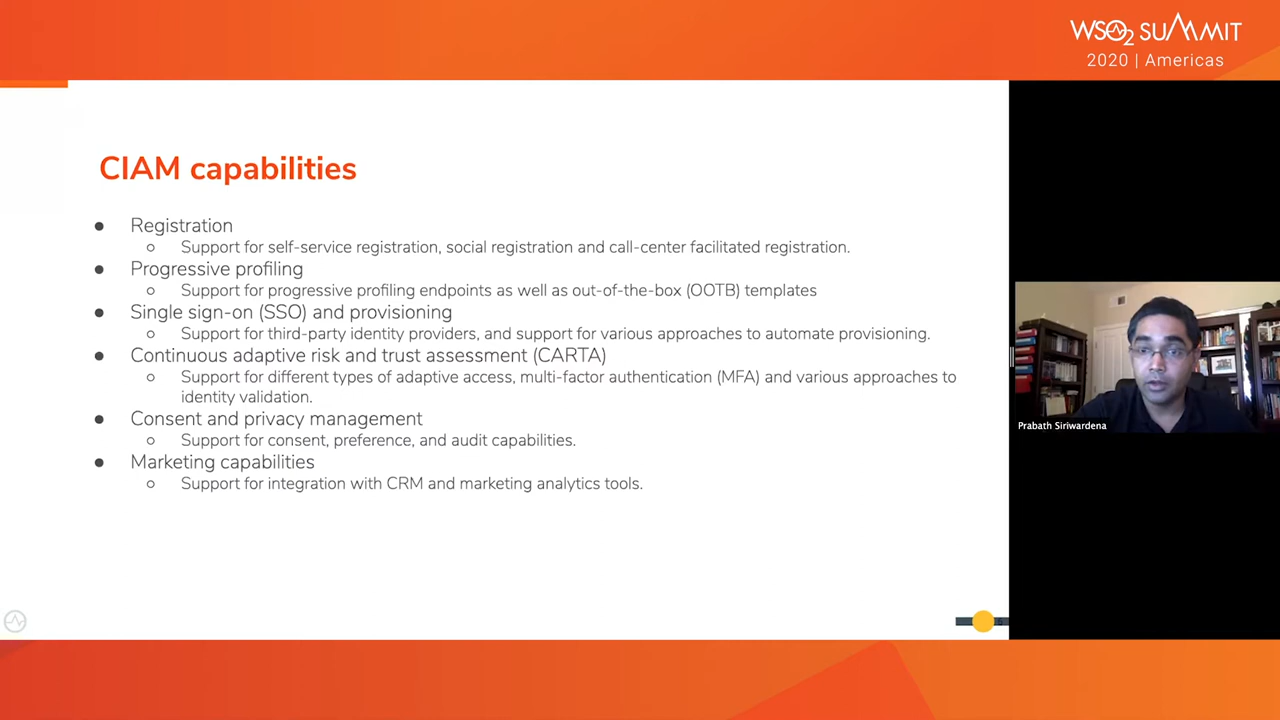 WSO2 SUMMIT
2020 | Americas
CIAM capabilities
● Registration
○ Support for self-service registration, social registration and call-center facilitated registration.
● Progressive profiling
○ Support for progressive profiling endpoints as well as out-of-the-box (OOTB) templates
● Single sign-on (SSO) and provisioning
○ Support for third-party identity providers, and support for various approaches to automate provisioning.
● Continuous adaptive risk and trust assessment (CARTA)
○ Support for different types of adaptive access, multi-factor authentication (MFA) and various approaches to
identity validation.
● Consent and privacy management
○ Support for consent, preference, and audit capabilities.
● Marketing capabilities
○ Support for integration with CRM and marketing analytics tools.
Prabath Siriwardena